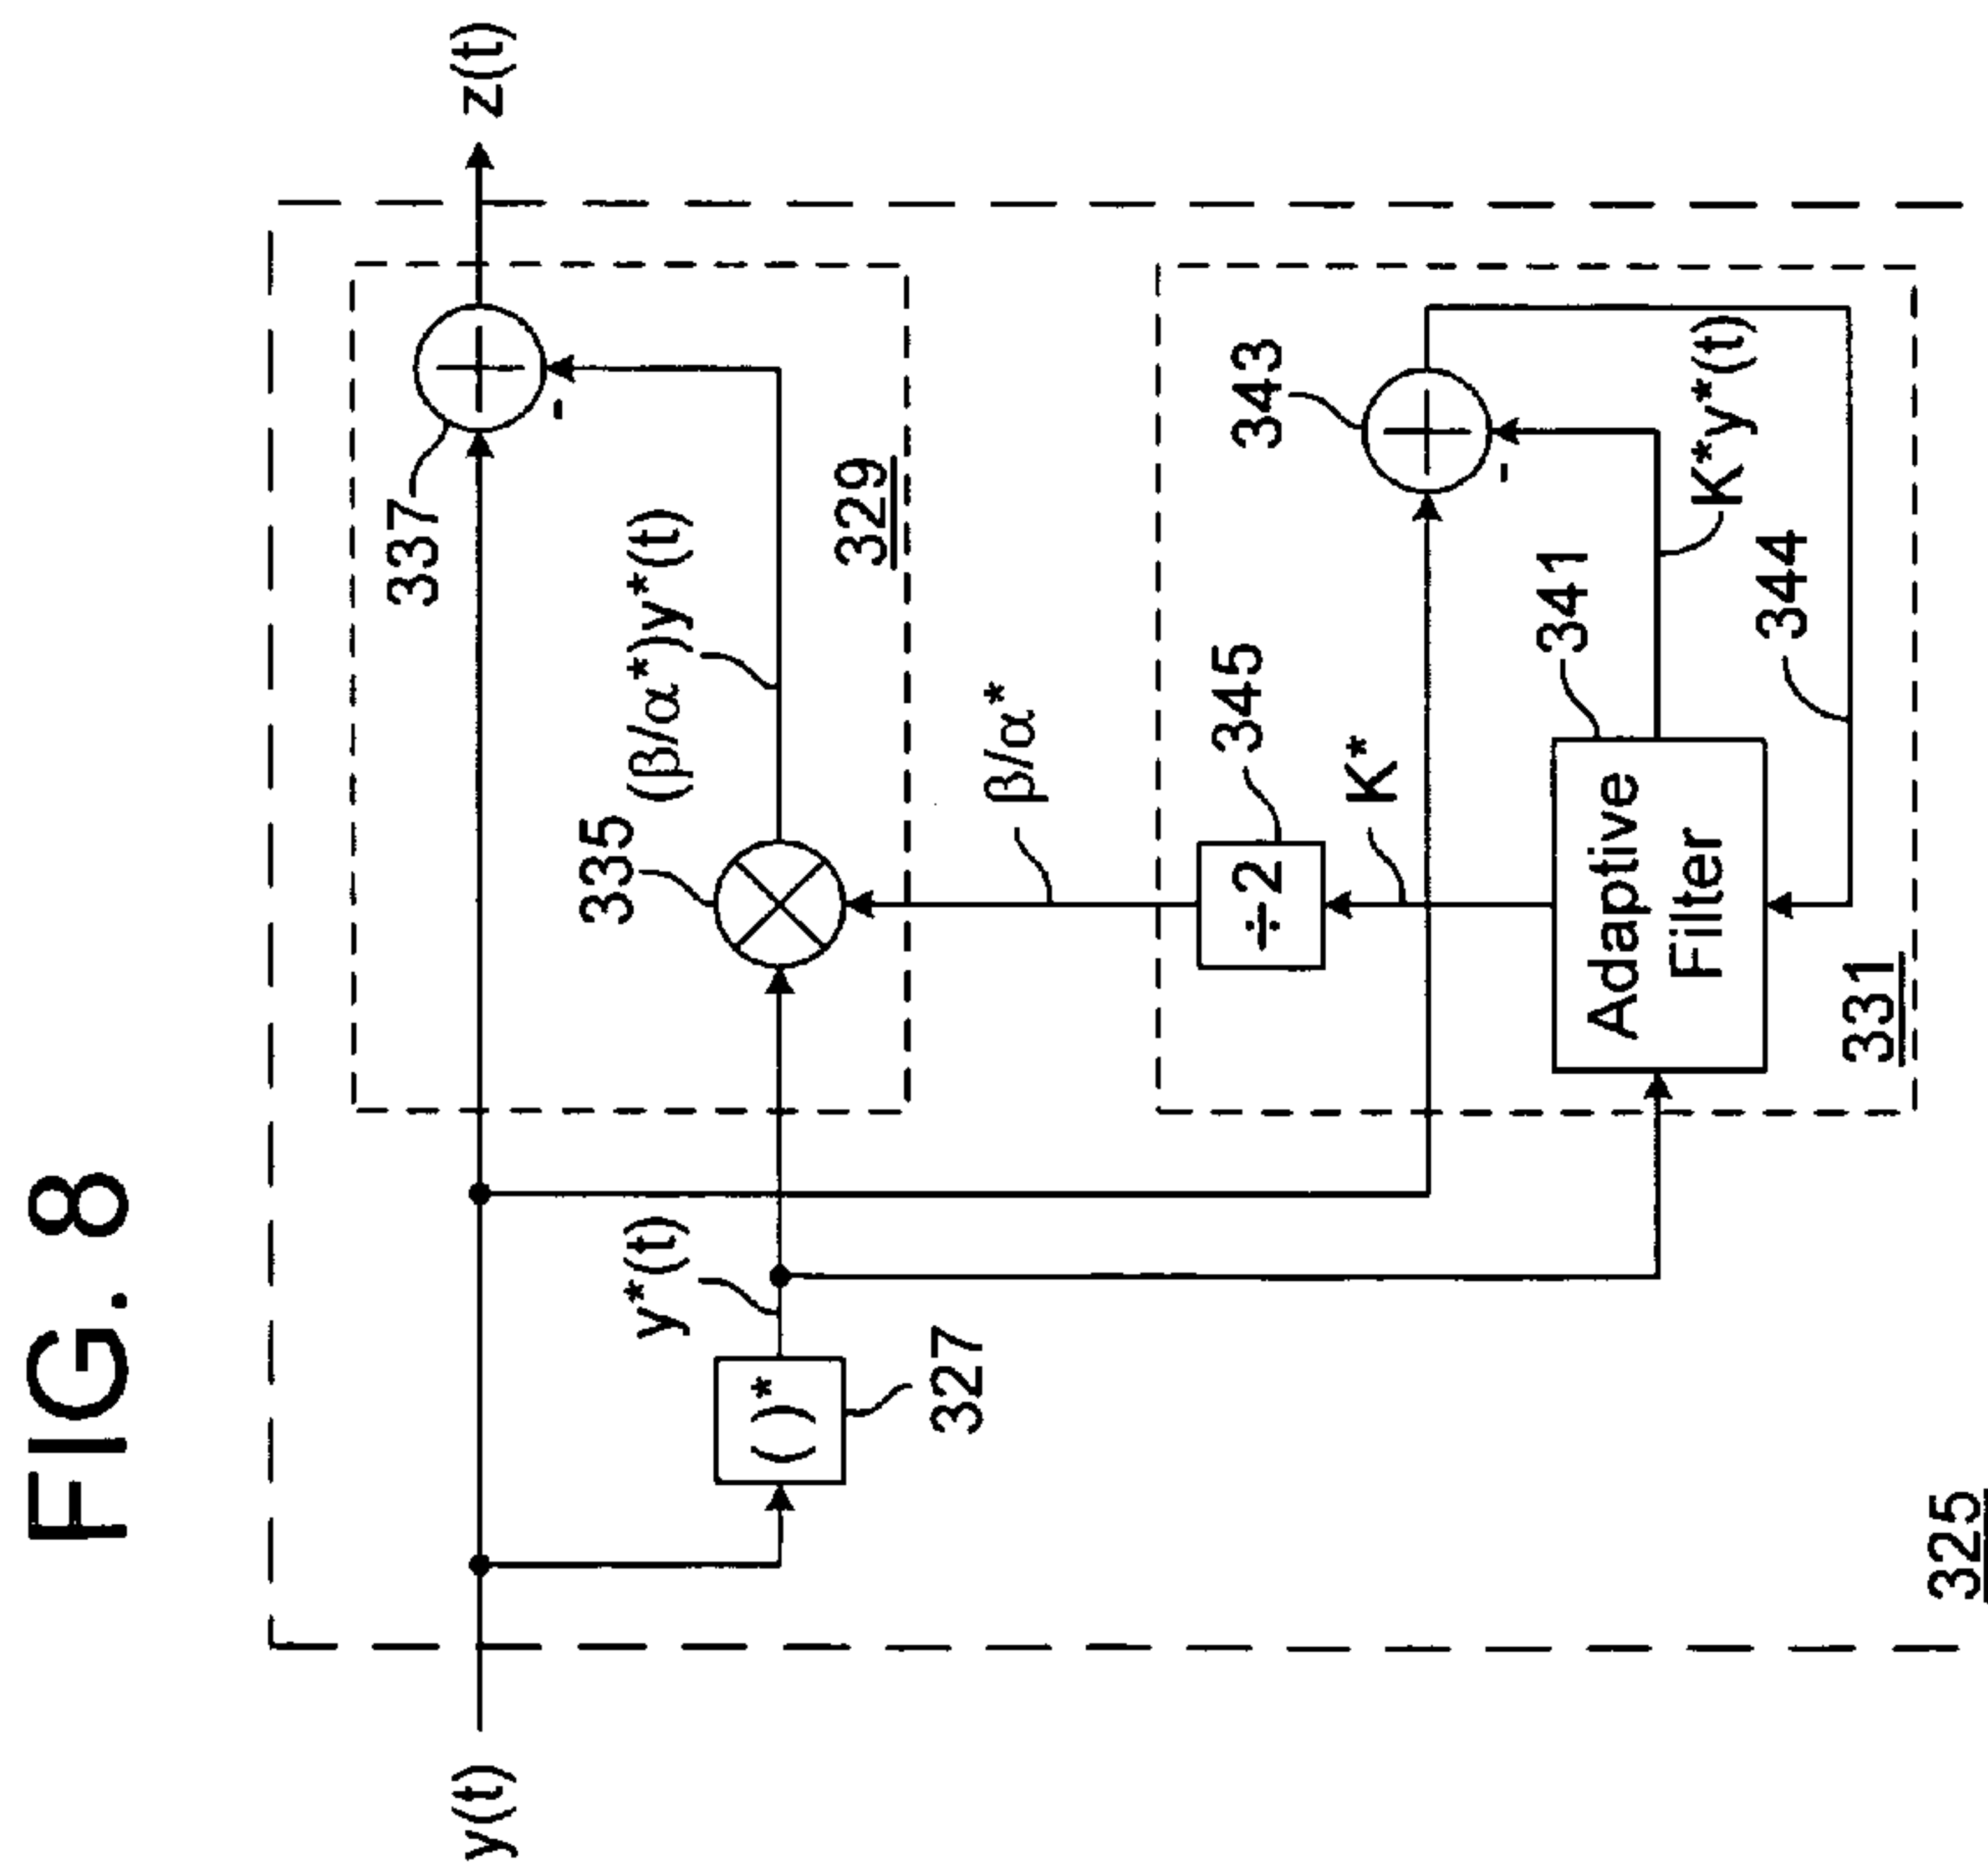 FIG. 8
y(t)
z(t)
337
( )*
327
y*(t)
335
(β/α*)y*(t)
329
β/α*
345
÷2
K*
343
Adaptive
Filter
341
K*y*(t)
344
331
325
+
-
+
-